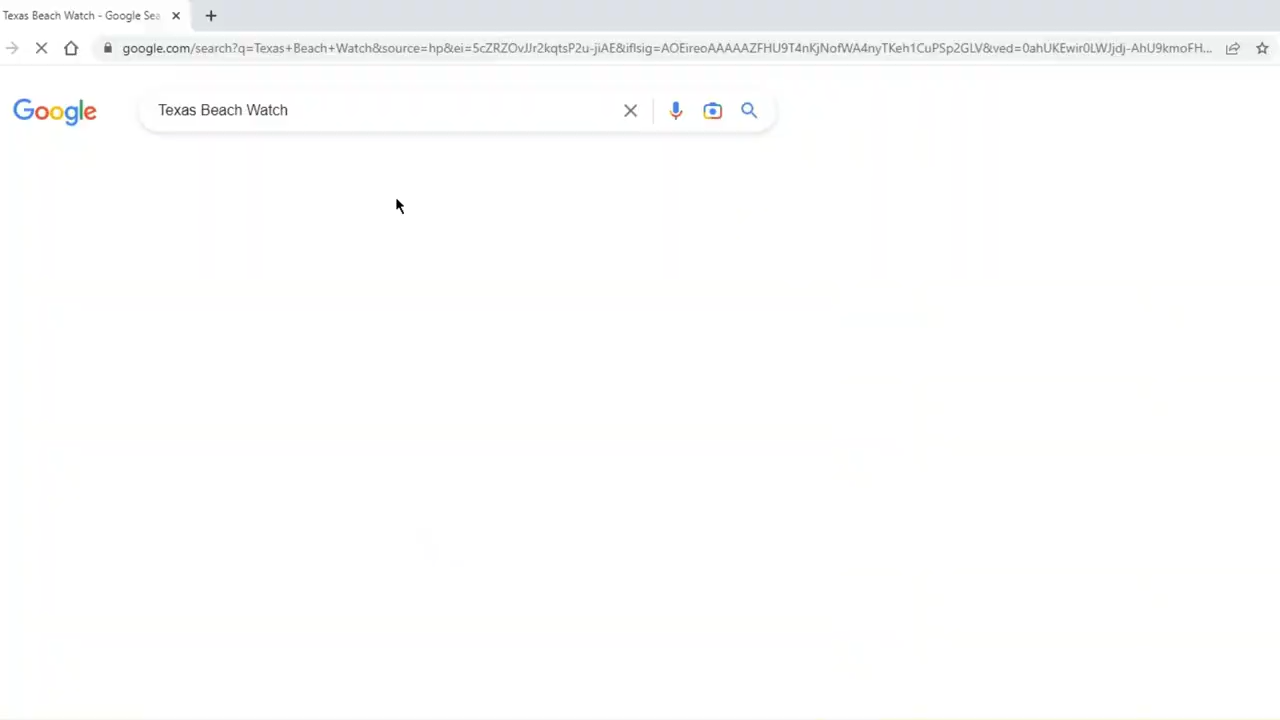 Texas Beach Watch - Google Sea
google.com/search?q=Texas+Beach+Watch&source=hp&ei=5cZRZOvJJr2kqtsP2u-jiAE&iflsig=AOEireoAAAAAZFHU9T4nKjNofWA4nyTKeh1CuPSp2GLV&ved=0ahUKEwir0LWJjdj-AhU9kmoFH...
Google
Texas Beach Watch